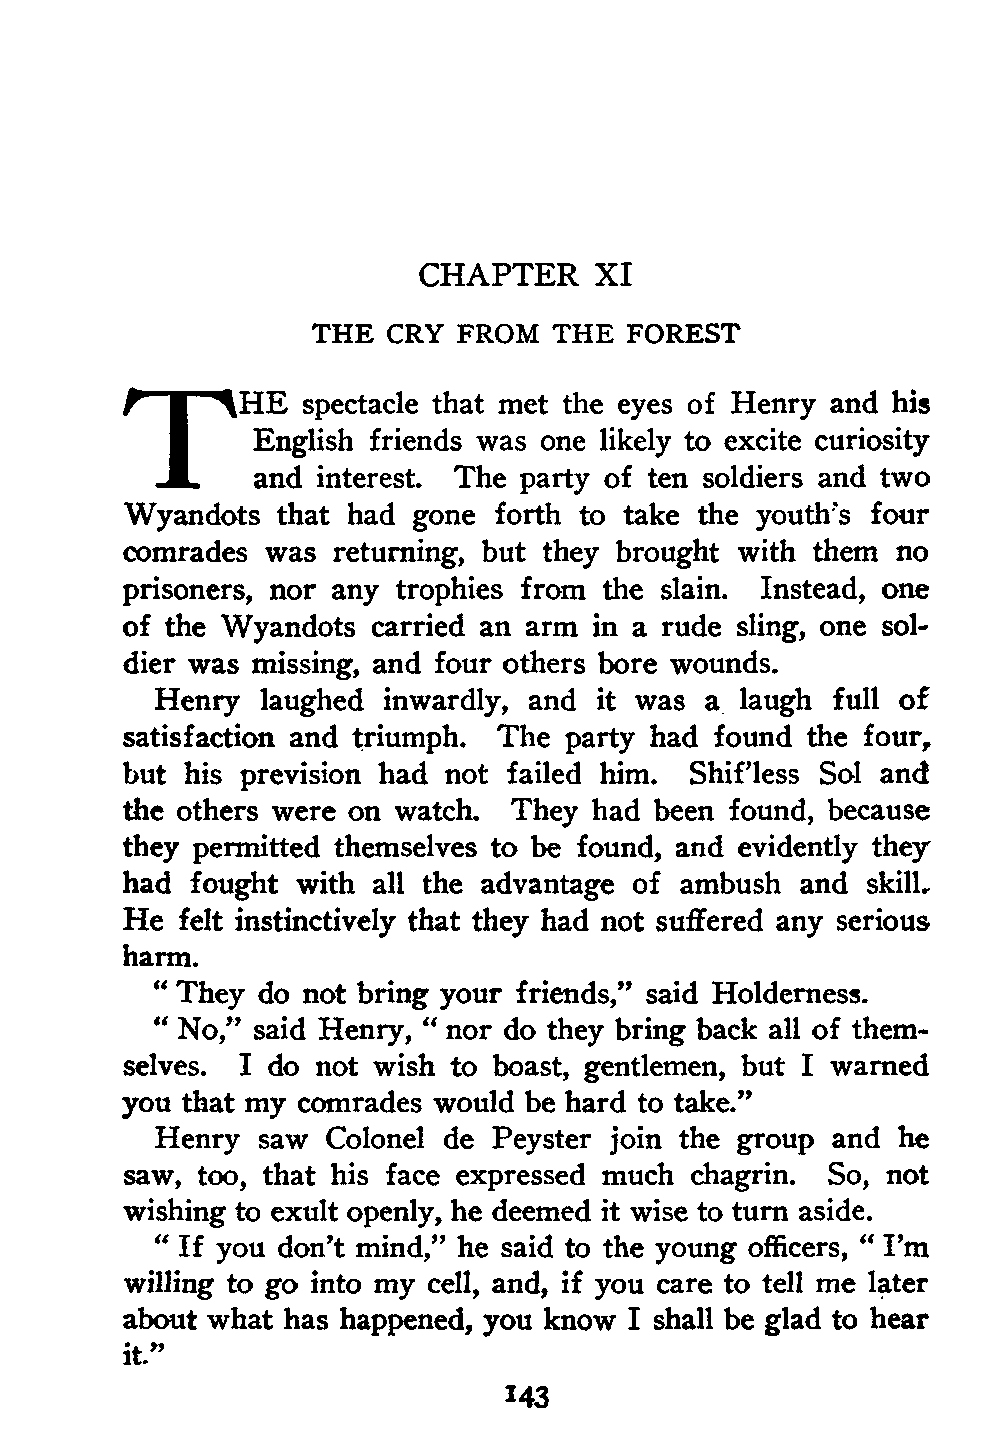 CHAPTER XI
THE CRY FROM THE FOREST
THE spectacle that met the eyes of Henry and his
English friends was one likely to excite curiosity
and interest. The party of ten soldiers and two
Wyandots that had gone forth to take the youth's four
comrades was returning, but they brought with them no
prisoners, nor any trophies from the slain. Instead, one
of the Wyandots carried an arm in a rude sling, one sol-
dier was missing, and four others bore wounds.
Henry laughed inwardly, and it was a laugh full of
satisfaction and triumph. The party had found the four,
but his prevision had not failed him. Shif'less Sol and
the others were on watch. They had been found, because
they permitted themselves to be found, and evidently they
had fought with all the advantage of ambush and skill.
He felt instinctively that they had not suffered any serious
harm.
“ They do not bring your friends,” said Holderness.
“ No,” said Henry, “ nor do they bring back all of them-
selves. I do not wish to boast, gentlemen, but I warned
you that my comrades would be hard to take.”
Henry saw Colonel de Peyster join the group and he
saw, too, that his face expressed much chagrin. So, not
wishing to exult openly, he deemed it wise to turn aside.
“ If you don't mind,” he said to the young officers, “ I'm
willing to go into my cell, and, if you care to tell me later
about what has happened, you know I shall be glad to hear
it.”
143